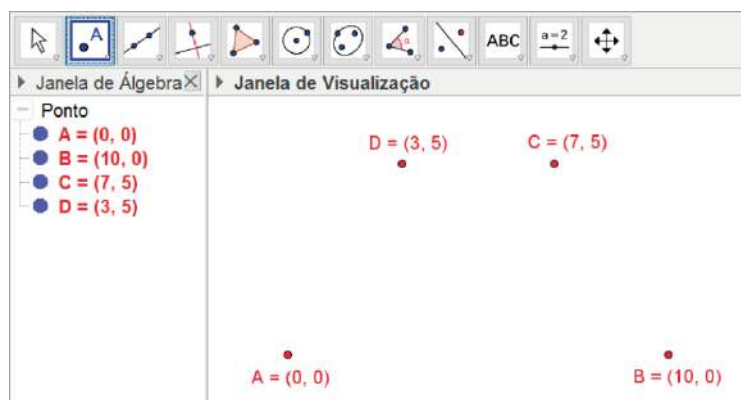 A
α
ABC
a=2
Janela de Álgebra
Janela de Visualização
Ponto
A = (0, 0)
B = (10, 0)
C = (7, 5)
D = (3, 5)
D = (3, 5)
C = (7, 5)
A = (0, 0)
B = (10, 0)